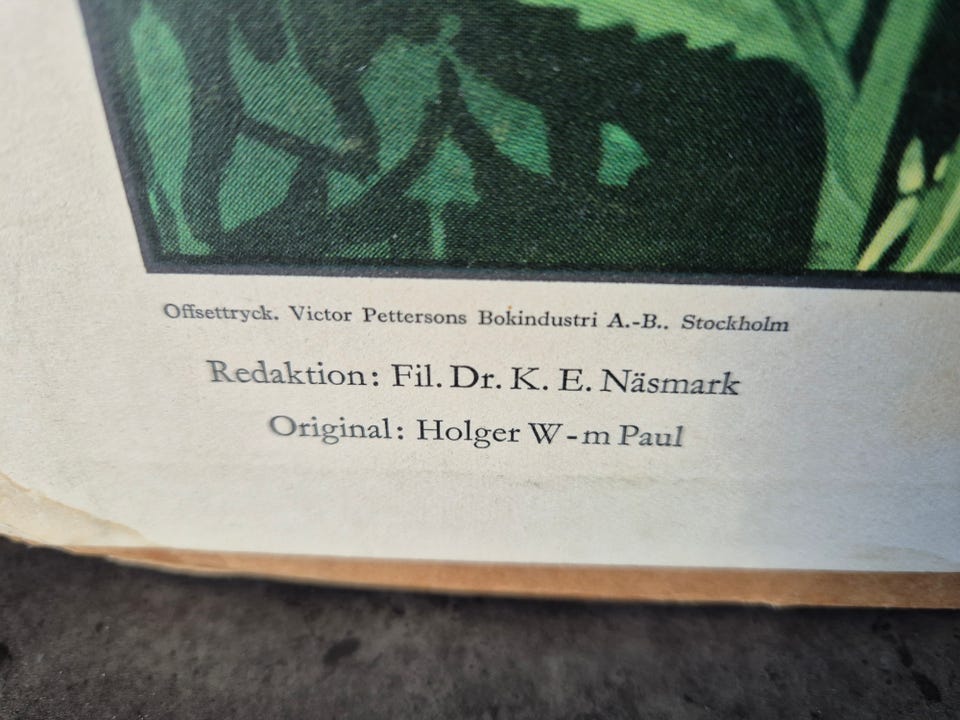 Offsettryck. Victor Pettersons Bokindustri A.-B.. Stockholm
Redaktion: Fil. Dr. K. E. Näsmark
Original: Holger W-m Paul